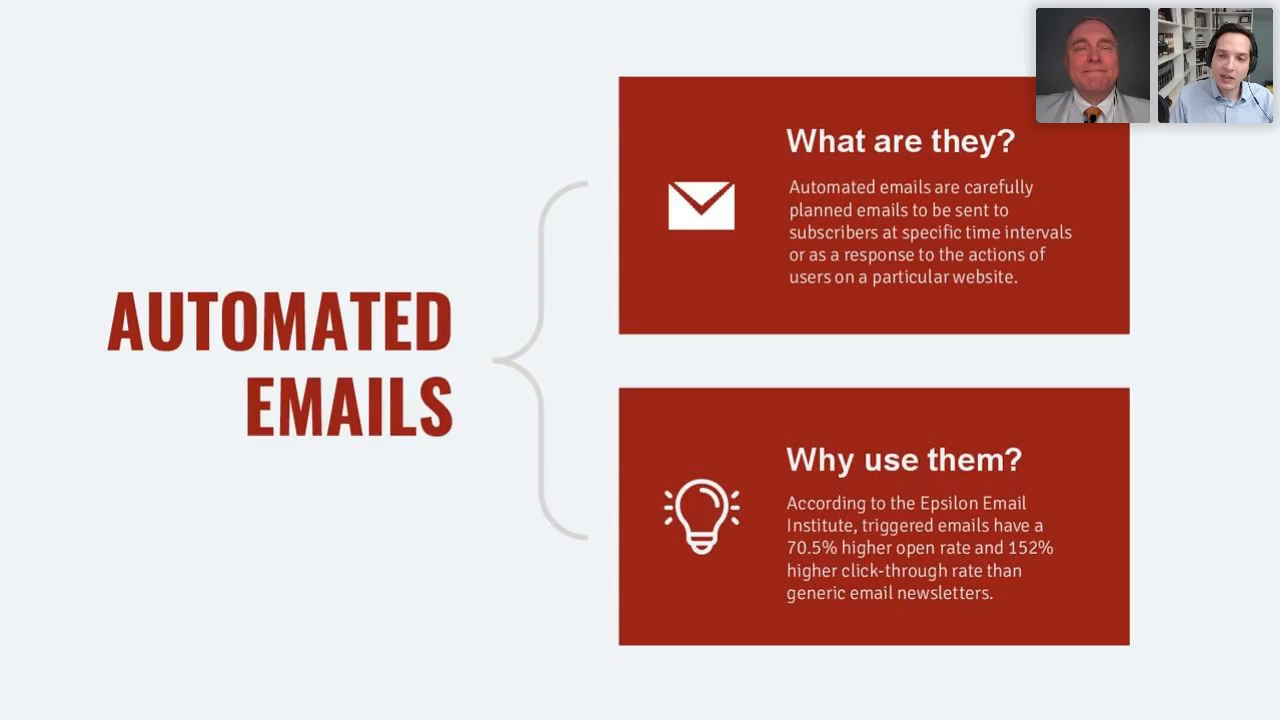 AUTOMATED
EMAILS
What are they?
Automated emails are carefully
planned emails to be sent to
subscribers at specific time intervals
or as a response to the actions of
users on a particular website.
Why use them?
According to the Epsilon Email
Institute, triggered emails have a
70.5% higher open rate and 152%
higher click-through rate than
generic email newsletters.